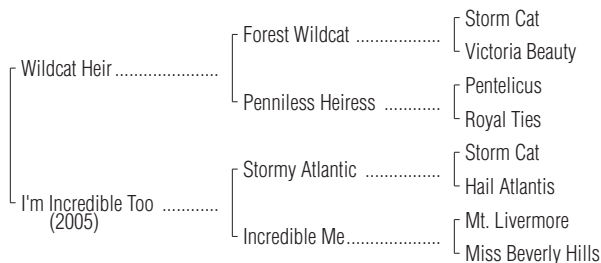 Storm Cat
Forest Wildcat ..................
Victoria Beauty
Wildcat Heir ......................
Pentelicus
Penniless Heiress ............
Royal Ties
Storm Cat
Stormy Atlantic ................
Hail Atlantis
I'm Incredible Too ............
(2005)
Mt. Livermore
Incredible Me....................
Miss Beverly Hills